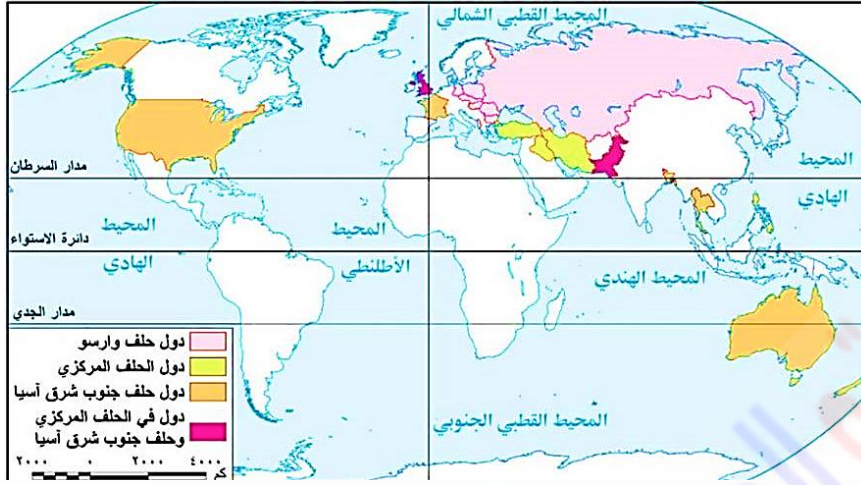 المحيط القطبي الشمالي
مدار السرطان
المحيط
الهادي
دائرة الاستواء
المحيط
الهادي
المحيط
الأطلنطي
المحيط الهندي
مدار الجدي
دول حلف وارسو
دول الحلف المركزي
دول حلف جنوب شرق آسيا
دول في الحلف المركزي
وحلف جنوب شرق آسيا
المحيط القطبي الجنوبي
٢٠٠٠ ٠ ٢٠٠٠ ٤٠٠٠
كم